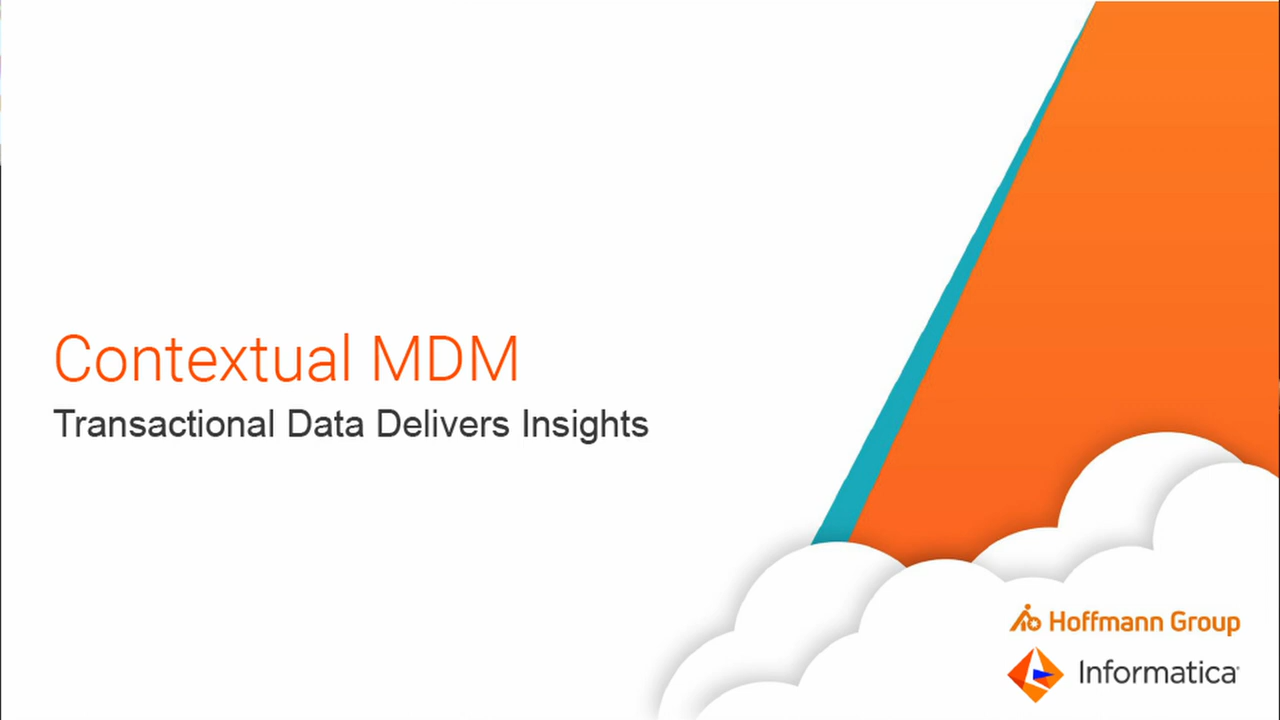 Contextual MDM
Transactional Data Delivers Insights
Hoffmann Group
Informatica